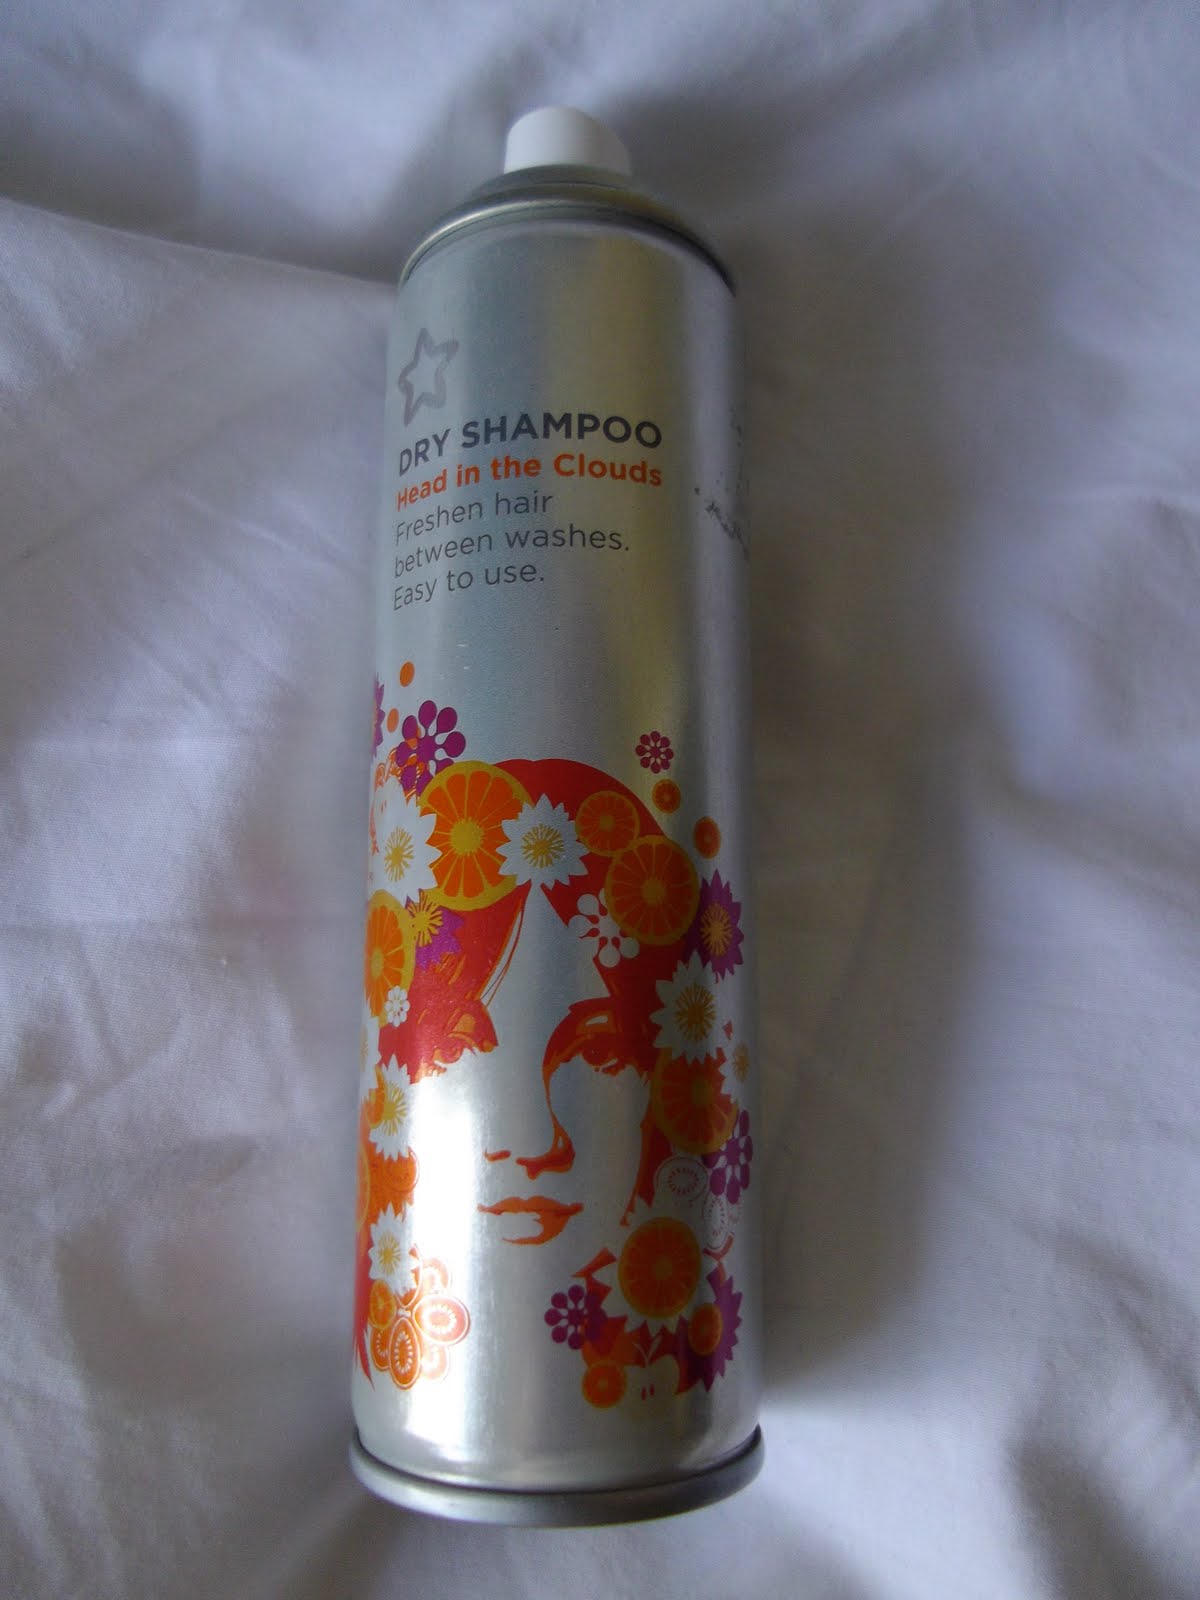 DRY SHAMPOO
Head in the Clouds
Freshen hair
between washes.
Easy to use.